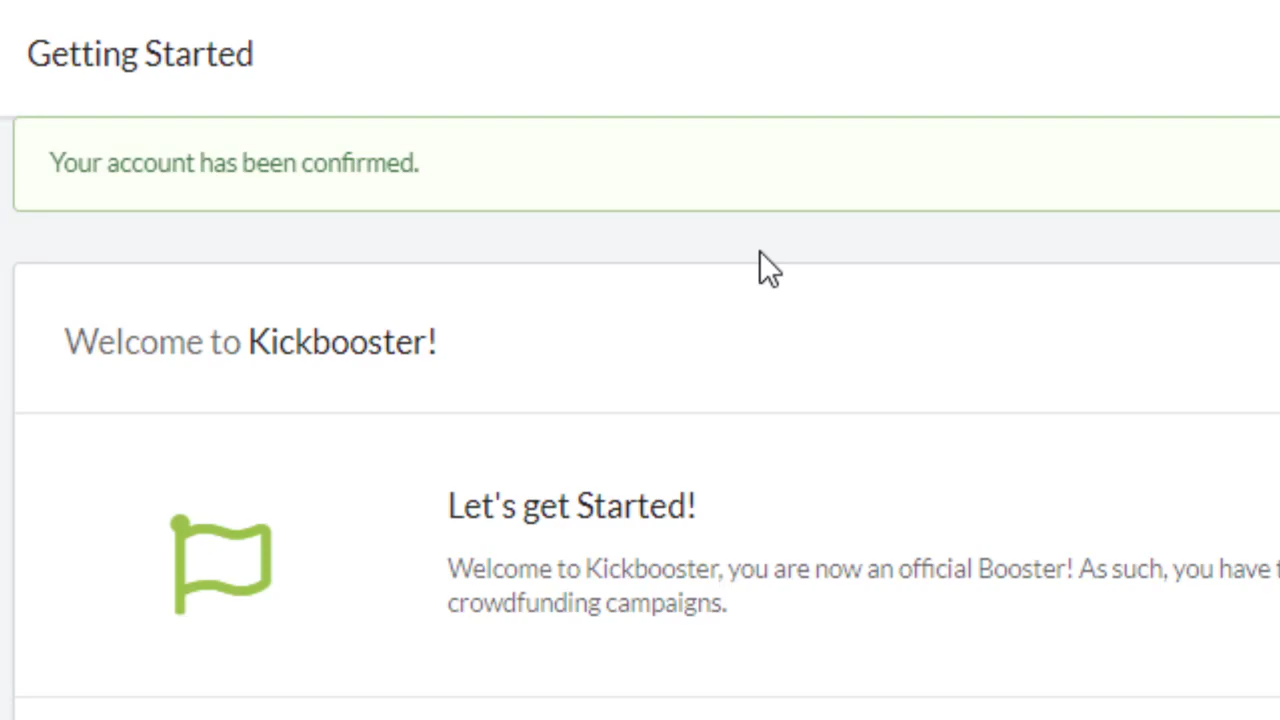 Getting Started
Your account has been confirmed.
Welcome to Kickbooster!
Let's get Started!
Welcome to Kickbooster, you are now an official Booster! As such, you have
crowdfunding campaigns.